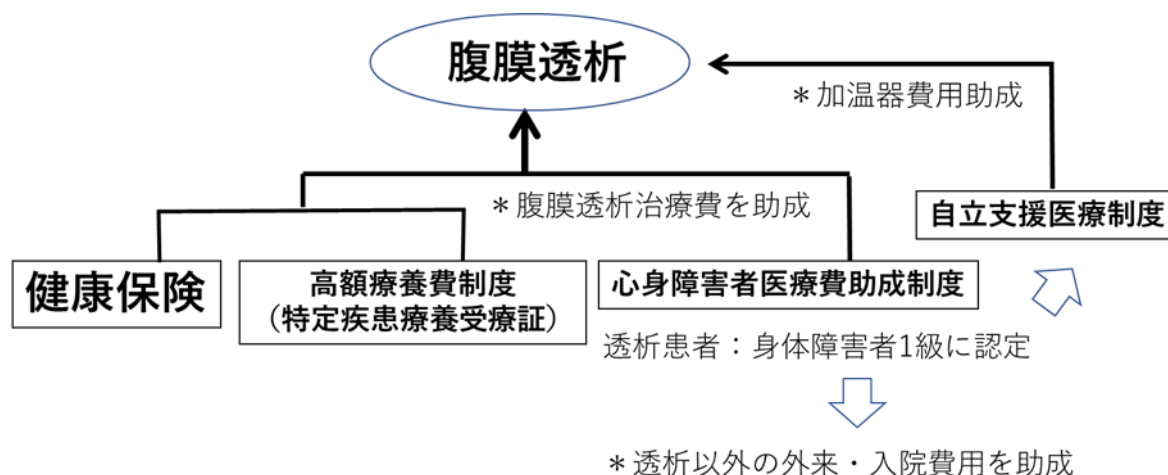 腹膜透析
＊加温器費用助成
＊腹膜透析治療費を助成
自立支援医療制度
健康保険
高額療養費制度
（特定疾患療養受療証）
心身障害者医療費助成制度
透析患者：身体障害者1級に認定
＊透析以外の外来・入院費用を助成